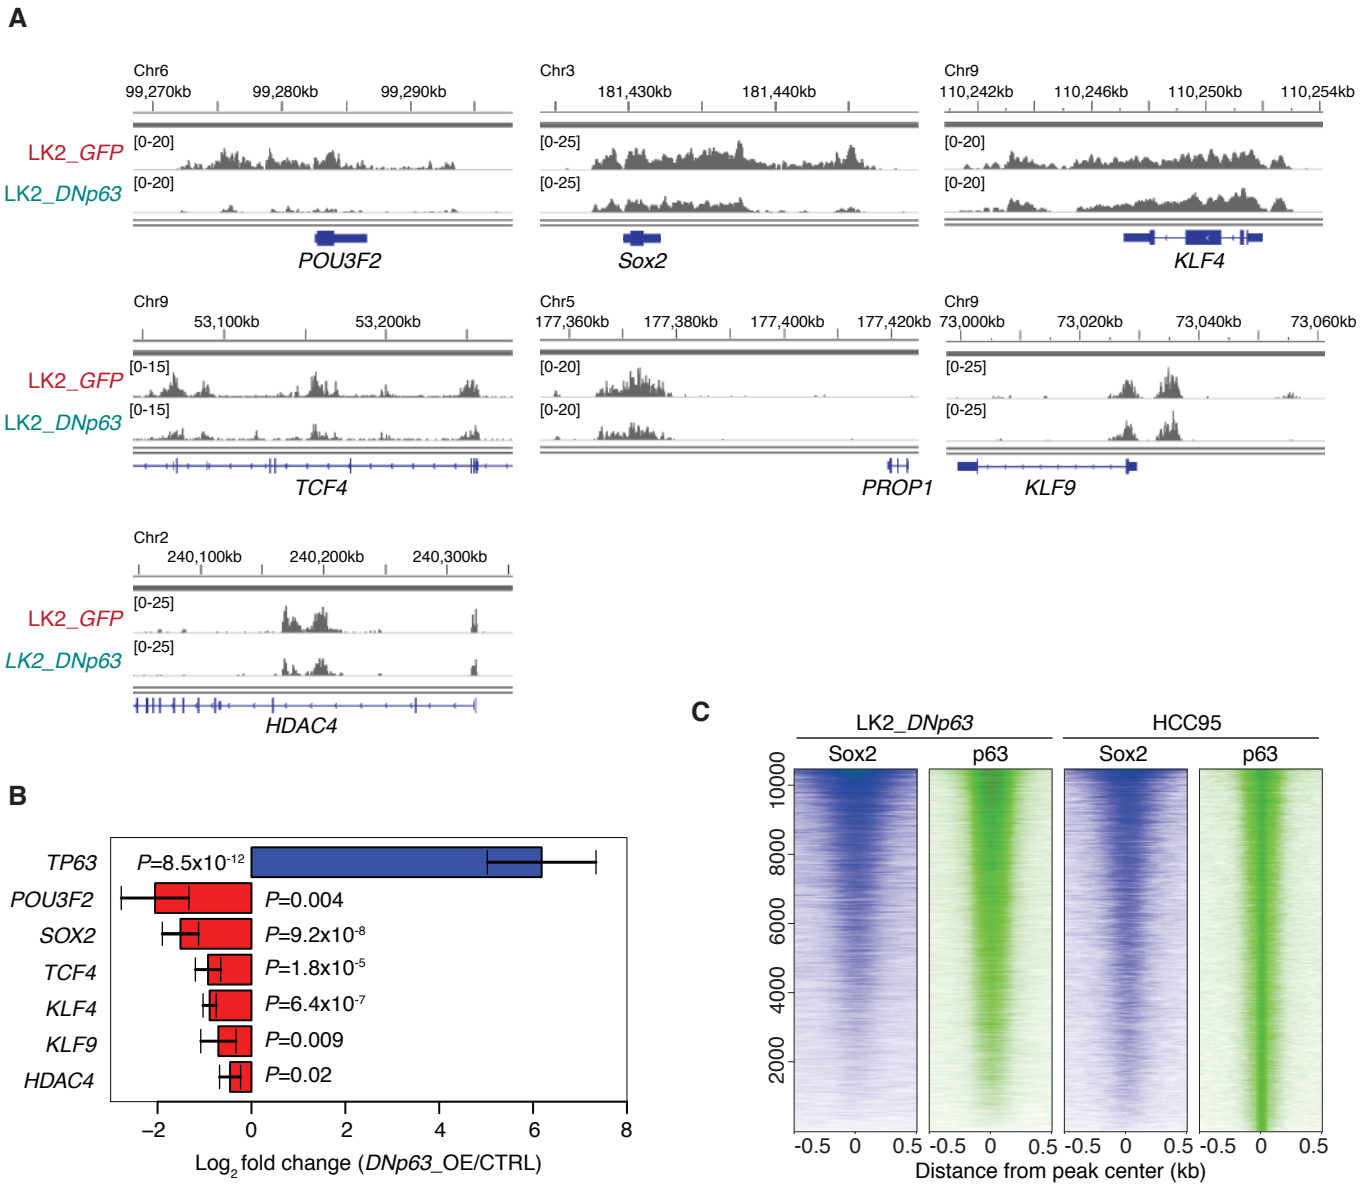 A
Chr6
99,270kb 99,280kb 99,290kb
[0-20]
LK2_GFP
[0-20]
LK2_DNp63
POU3F2
Chr3
181,430kb 181,440kb
[0-25]
[0-25]
Sox2
Chr9
110,242kb 110,246kb 110,250kb 110,254kb
[0-20]
[0-20]
KLF4
Chr9
53,100kb 53,200kb
[0-15]
LK2_GFP
[0-15]
LK2_DNp63
TCF4
Chr5
177,360kb 177,380kb 177,400kb 177,420kb
[0-20]
[0-20]
PROP1
Chr9
73,000kb 73,020kb 73,040kb 73,060kb
[0-25]
[0-25]
KLF9
Chr2
240,100kb 240,200kb 240,300kb
[0-25]
LK2_GFP
[0-25]
LK2_DNp63
HDAC4
B
TP63 P=8.5x10-12
POU3F2 P=0.004
SOX2 P=9.2x10-8
TCF4 P=1.8x10-5
KLF4 P=6.4x10-7
KLF9 P=0.009
HDAC4 P=0.02
−2 0 2 4 6 8
Log2 fold change (DNp63_OE/CTRL)
C
LK2_DNp63 HCC95
Sox2 p63 Sox2 p63
10000
8000
6000
4000
2000
-0.5 0 0.5 -0.5 0 0.5 -0.5 0 0.5 -0.5 0 0.5
Distance from peak center (kb)